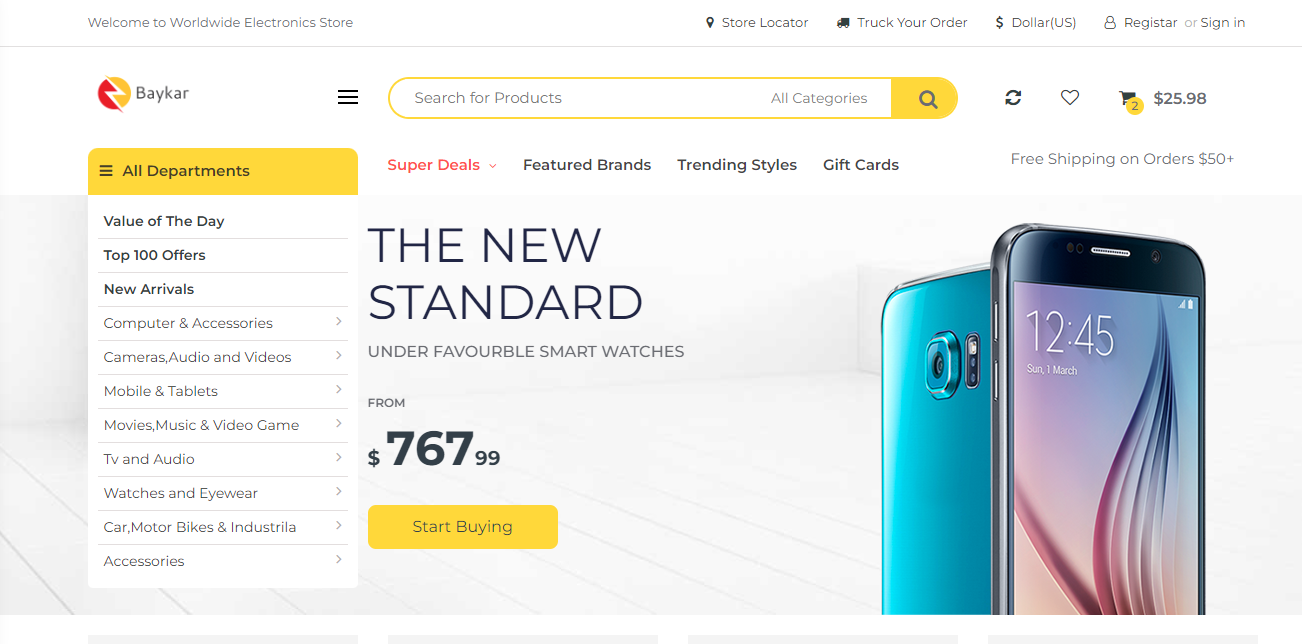 Welcome to Worldwide Electronics Store
Store Locator
Truck Your Order
$ Dollar(US)
Registar or Sign in
Baykar
Search for Products
All Categories
2
$25.98
All Departments
Super Deals
Featured Brands
Trending Styles
Gift Cards
Free Shipping on Orders $50+
Value of The Day
Top 100 Offers
New Arrivals
Computer & Accessories
Cameras,Audio and Videos
Mobile & Tablets
Movies,Music & Video Game
Tv and Audio
Watches and Eyewear
Car,Motor Bikes & Industrila
Accessories
THE NEW
STANDARD
UNDER FAVOURBLE SMART WATCHES
FROM
$ 767 99
Start Buying
12:45
Sun, 1 March